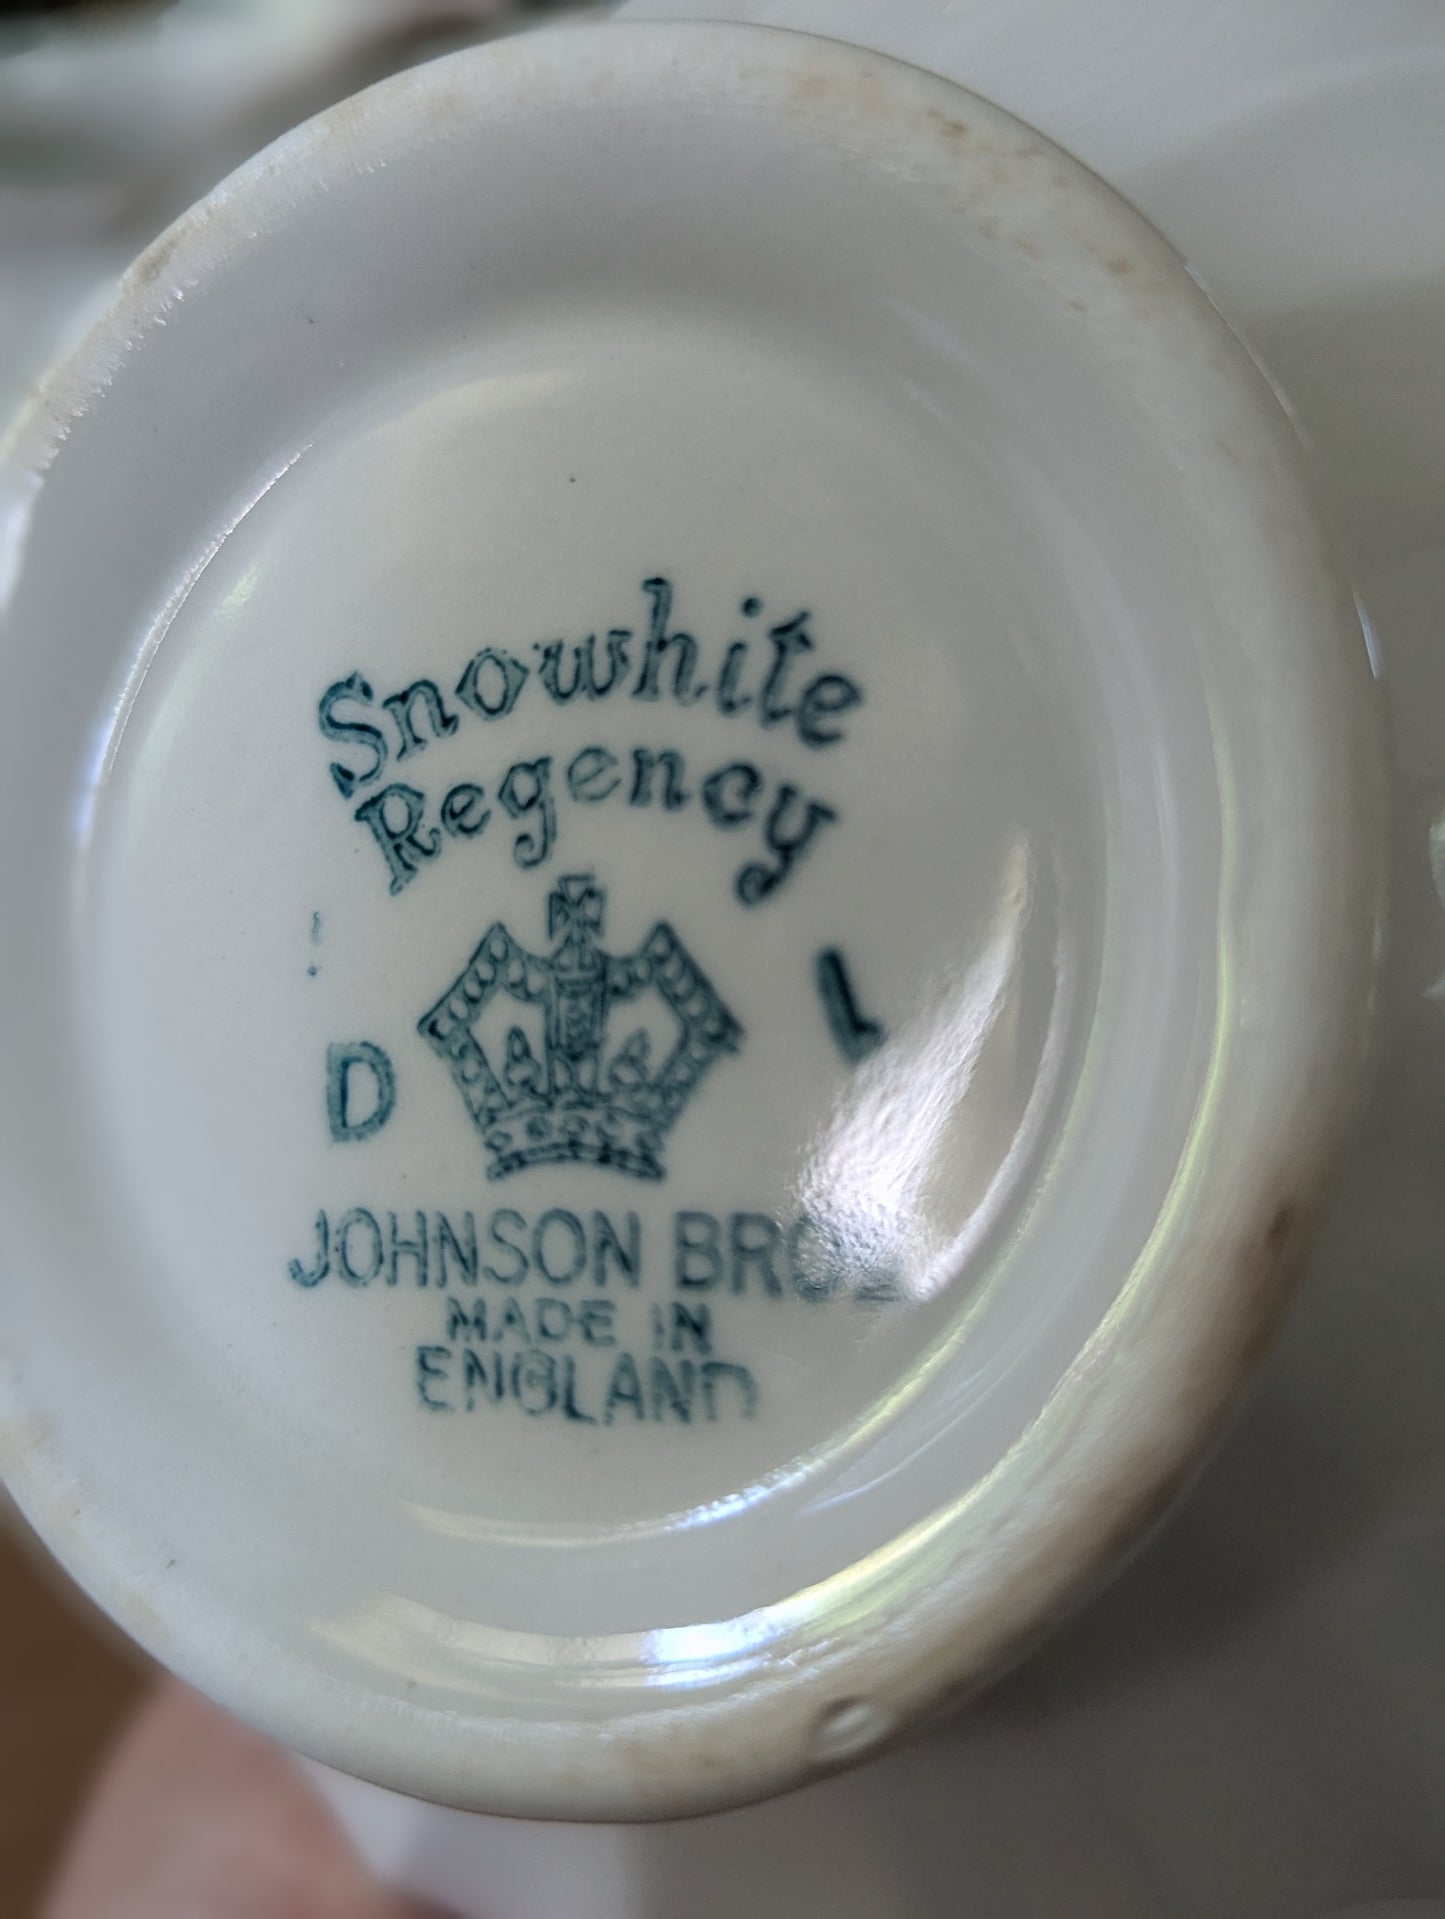 Snowhite
Regency
D L
JOHNSON BROS
MADE IN
ENGLAND